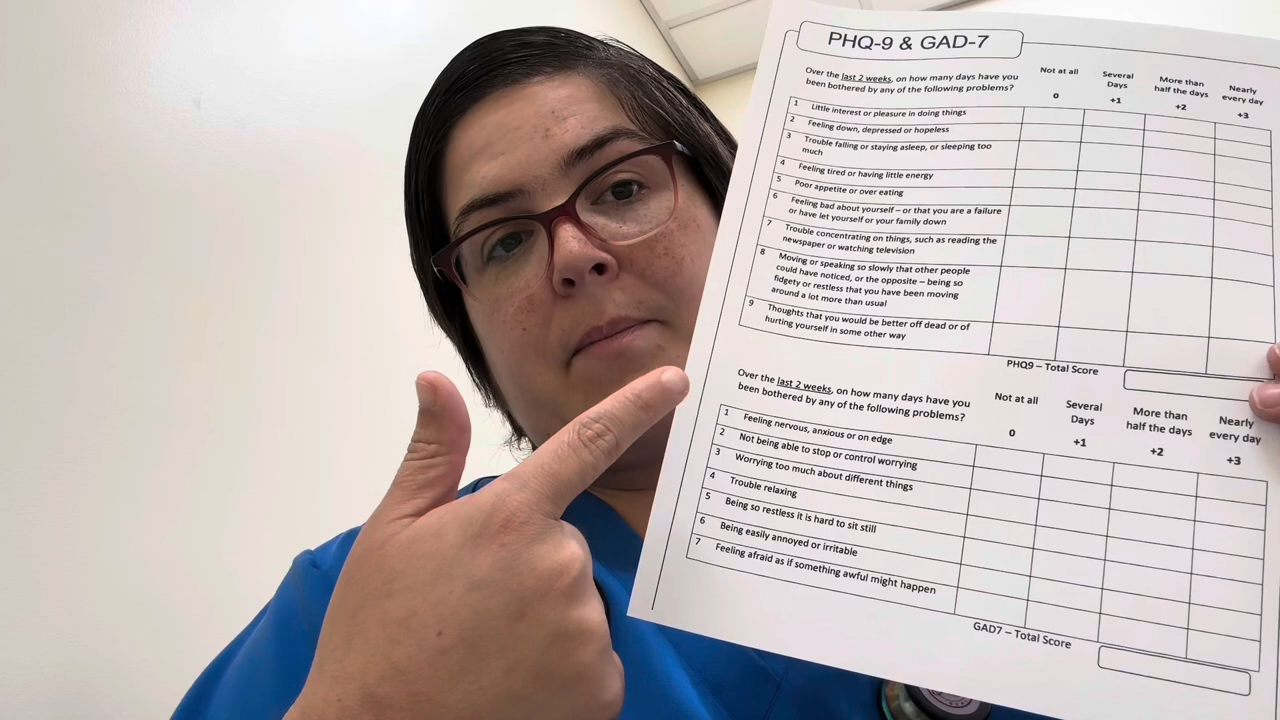 PHQ-9 & GAD-7
Over the last 2 weeks, on how many days have you
been bothered by any of the following problems?
Not at all
0
Several
Days
+1
More than
half the days
+2
Nearly
every day
+3
1 Little interest or pleasure in doing things
2 Feeling down, depressed or hopeless
3 Trouble falling or staying asleep, or sleeping too
much
4 Feeling tired or having little energy
5 Poor appetite or over eating
6 Feeling bad about yourself – or that you are a failure
or have let yourself or your family down
7 Trouble concentrating on things, such as reading the
newspaper or watching television
8 Moving or speaking so slowly that other people
could have noticed, or the opposite – being so
fidgety or restless that you have been moving
around a lot more than usual
9 Thoughts that you would be better off dead or of
hurting yourself in some other way
PHQ9 – Total Score
Over the last 2 weeks, on how many days have you
been bothered by any of the following problems?
Not at all
0
Several
Days
+1
More than
half the days
+2
Nearly
every day
+3
1 Feeling nervous, anxious or on edge
2 Not being able to stop or control worrying
3 Worrying too much about different things
4 Trouble relaxing
5 Being so restless it is hard to sit still
6 Being easily annoyed or irritable
7 Feeling afraid as if something awful might happen
GAD7 – Total Score